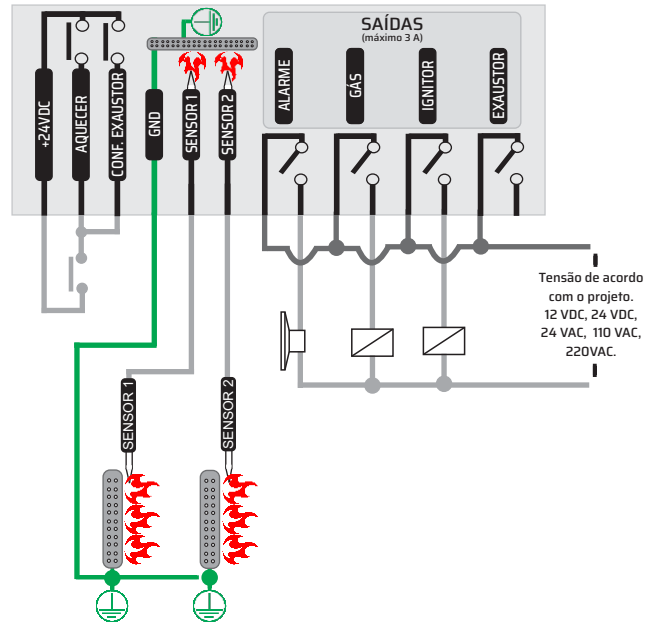 SAÍDAS
(máximo 3 A)
+24VDC
AQUECER
CONF. EXAUSTOR
GND
SENSOR 1
SENSOR 2
ALARME
GÁS
IGNITOR
EXAUSTOR
Tensão de acordo
com o projeto.
12 VDC, 24 VDC,
24 VAC, 110 VAC,
220VAC.
SENSOR 1
SENSOR 2